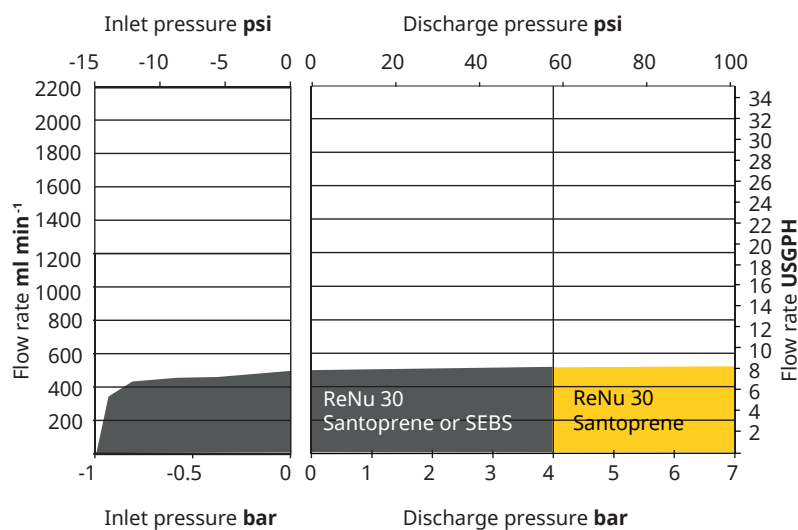 Inlet pressure psi
Discharge pressure psi
-15 -10 -5 0 0 20 40 60 80 100
2200
2000
1800
1600
1400
1200
1000
800
600
400
200
Flow rate ml min⁻¹
34
32
30
28
26
24
22
20
18
16
14
12
10
8
6
4
2
Flow rate USGPH
ReNu 30
Santoprene or SEBS
ReNu 30
Santoprene
-1 -0.5 0 0 1 2 3 4 5 6 7
Inlet pressure bar
Discharge pressure bar